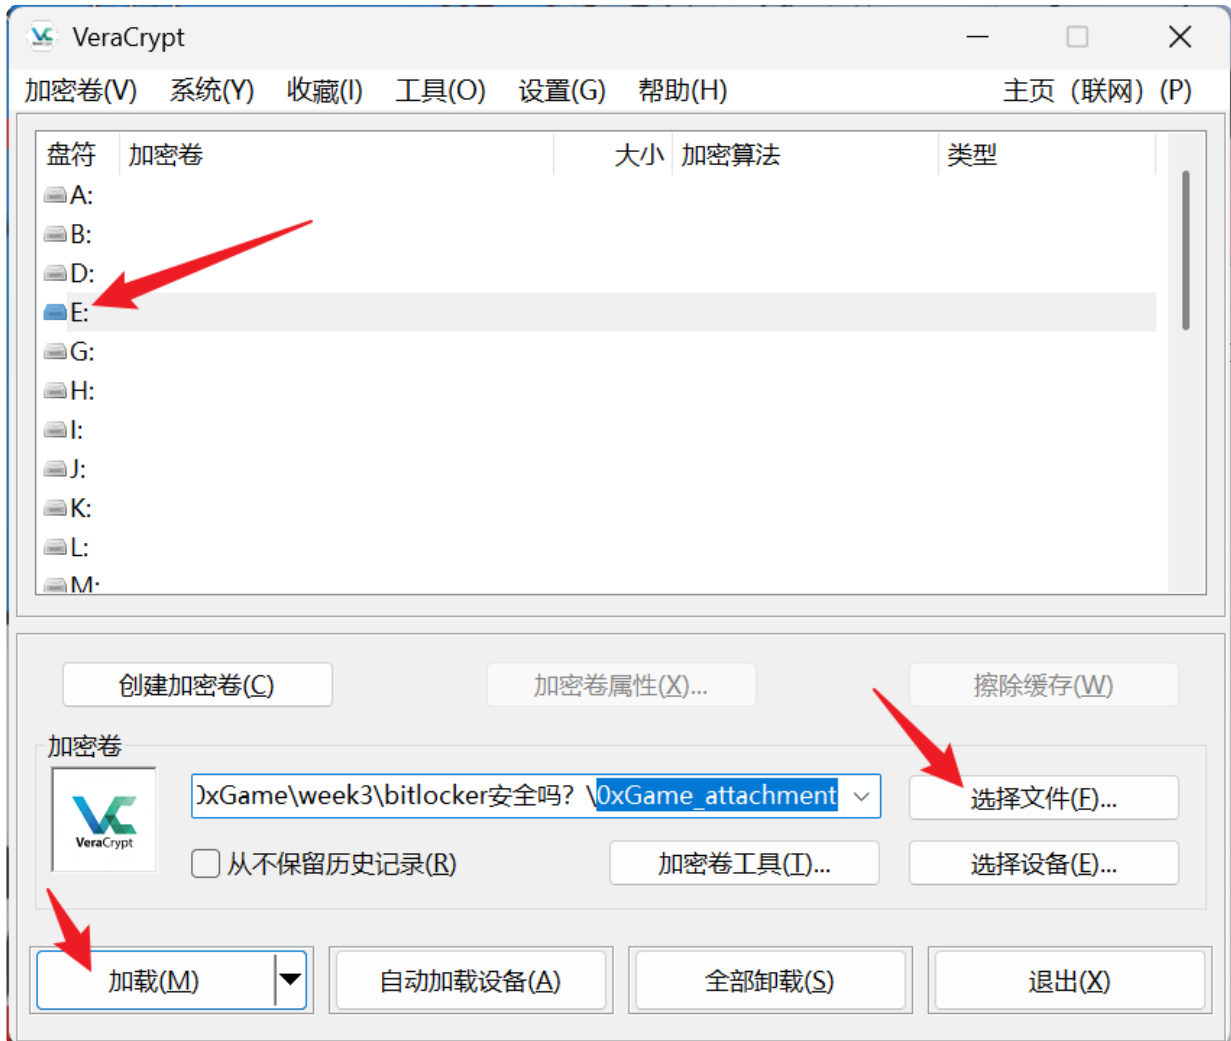 VeraCrypt
加密卷(V) 系统(Y) 收藏(I) 工具(O) 设置(G) 帮助(H) 主页（联网）(P)
盘符 加密卷 大小 加密算法 类型
A:
B:
D:
E:
G:
H:
I:
J:
K:
L:
M:
创建加密卷(C) 加密卷属性(X)... 擦除缓存(W)
加密卷
VeraCrypt
0xGame\week3\bitlocker安全吗？\0xGame_attachment 选择文件(F)...
从不保留历史记录(R) 加密卷工具(T)... 选择设备(E)...
加载(M) 自动加载设备(A) 全部卸载(S) 退出(X)